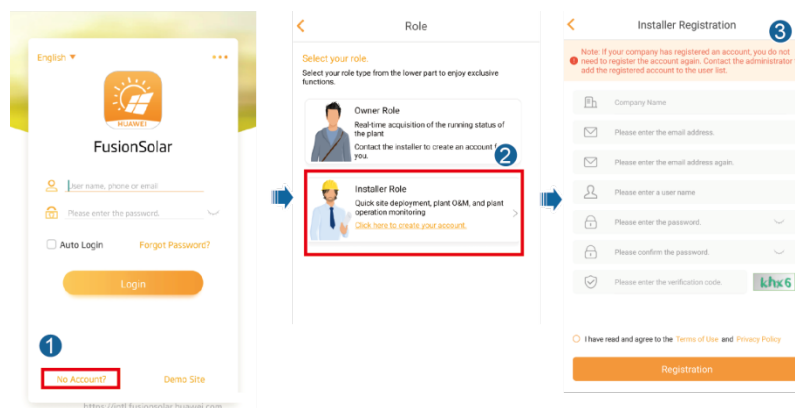 English ▼
HUAWEI
FusionSolar
User name, phone or email
Please enter the password.
Auto Login
Forgot Password?
Login
1
No Account?
Demo Site
https://intl.fusionsolar.huawei.com
Role
Select your role.
Select your role type from the lower part to enjoy exclusive
functions.
Owner Role
Real-time acquisition of the running status of
the plant
Contact the installer to create an account
you.
2
Installer Role
Quick site deployment, plant O&M, and plant
operation monitoring
Click here to create your account.
Installer Registration
3
Note: If your company has registered an account, you do not
need to register the account again. Contact the administrator
add the registered account to the user list.
Company Name
Please enter the email address.
Please enter the email address again.
Please enter a user name
Please enter the password.
Please confirm the password.
Please enter the verification code.
khx6
I have read and agree to the Terms of Use and Privacy Policy
Registration